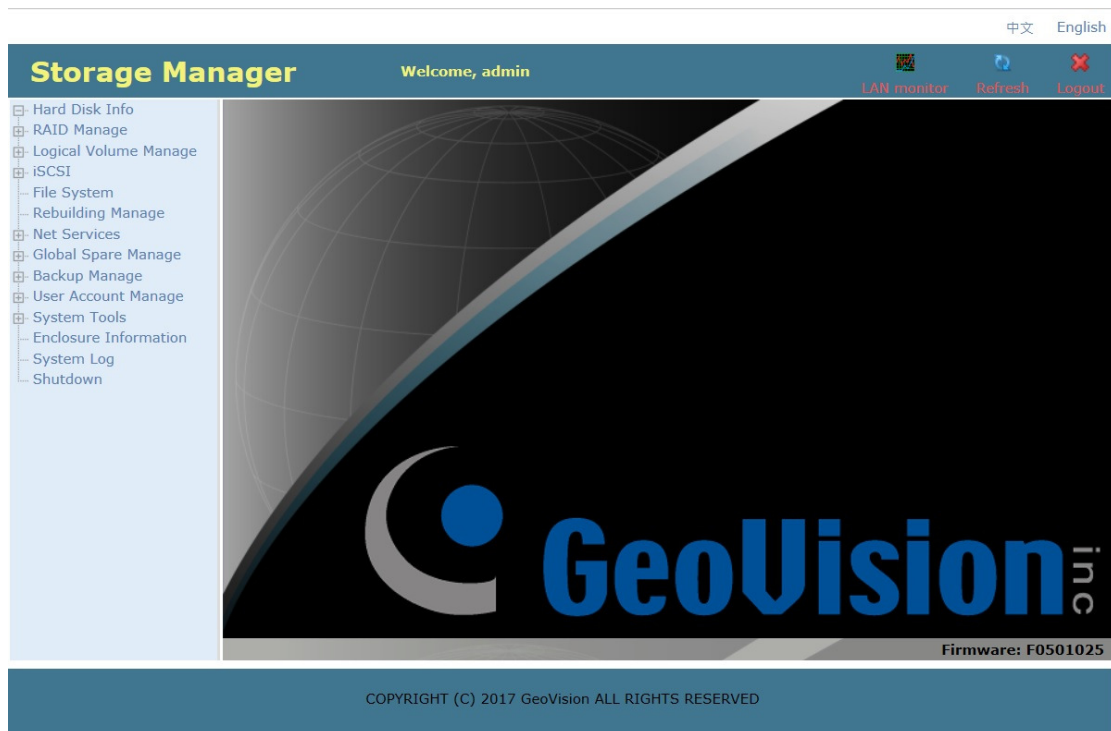 中文 English
Storage Manager Welcome, admin
LAN monitor Refresh Logout
Hard Disk Info
RAID Manage
Logical Volume Manage
iSCSI
File System
Rebuilding Manage
Net Services
Global Spare Manage
Backup Manage
User Account Manage
System Tools
Enclosure Information
System Log
Shutdown
GeoVision inc
Firmware: F0501025
COPYRIGHT (C) 2017 GeoVision ALL RIGHTS RESERVED